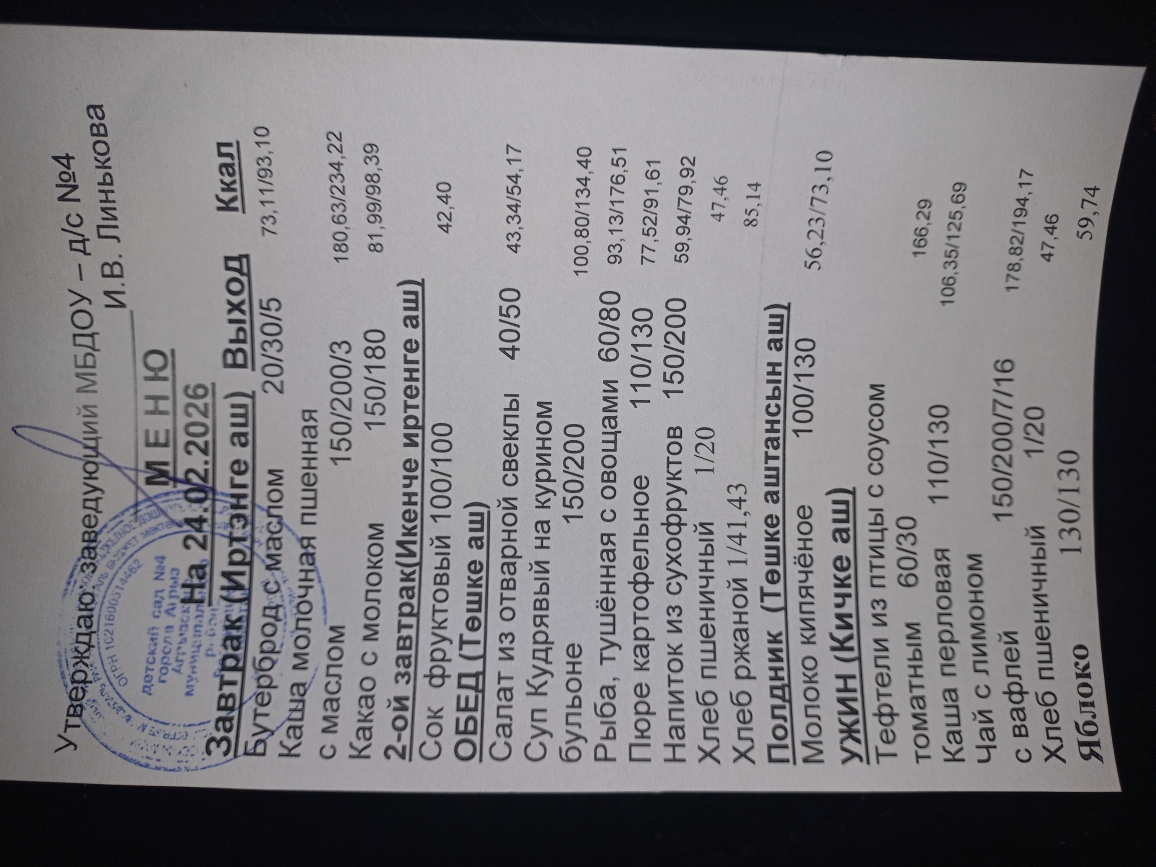 Утверждаю: заведующий МБДОУ – д/с №4
И.В. Линькова
М Е Н Ю
На 24.02.2026
Завтрак (Иртэнге аш) Выход Ккал
Бутерброд с маслом 20/30/5 73,11/93,10
Каша молочная пшенная
с маслом 150/200/3 180,63/234,22
Какао с молоком 150/180 81,99/98,39
2-ой завтрак(Икенче иртенге аш)
Сок фруктовый 100/100 42,40
ОБЕД (Төшке аш)
Салат из отварной свеклы 40/50 43,34/54,17
Суп Кудрявый на курином
бульоне 150/200 100,80/134,40
Рыба, тушённая с овощами 60/80 93,13/176,51
Пюре картофельное 110/130 77,52/91,61
Напиток из сухофруктов 150/200 59,94/79,92
Хлеб пшеничный 1/20 47,46
Хлеб ржаной 1/41,43 85,14
Полдник (Төшке аштансын аш)
Молоко кипячёное 100/130 56,23/73,10
УЖИН (Кичке аш)
Тефтели из птицы с соусом
томатным 60/30 166,29
Каша перловая 110/130 106,35/125,69
Чай с лимоном
с вафлей 150/200/7/16 178,82/194,17
Хлеб пшеничный 1/20 47,46
Яблоко 130/130 59,74
детский сад №4
города Агрыз